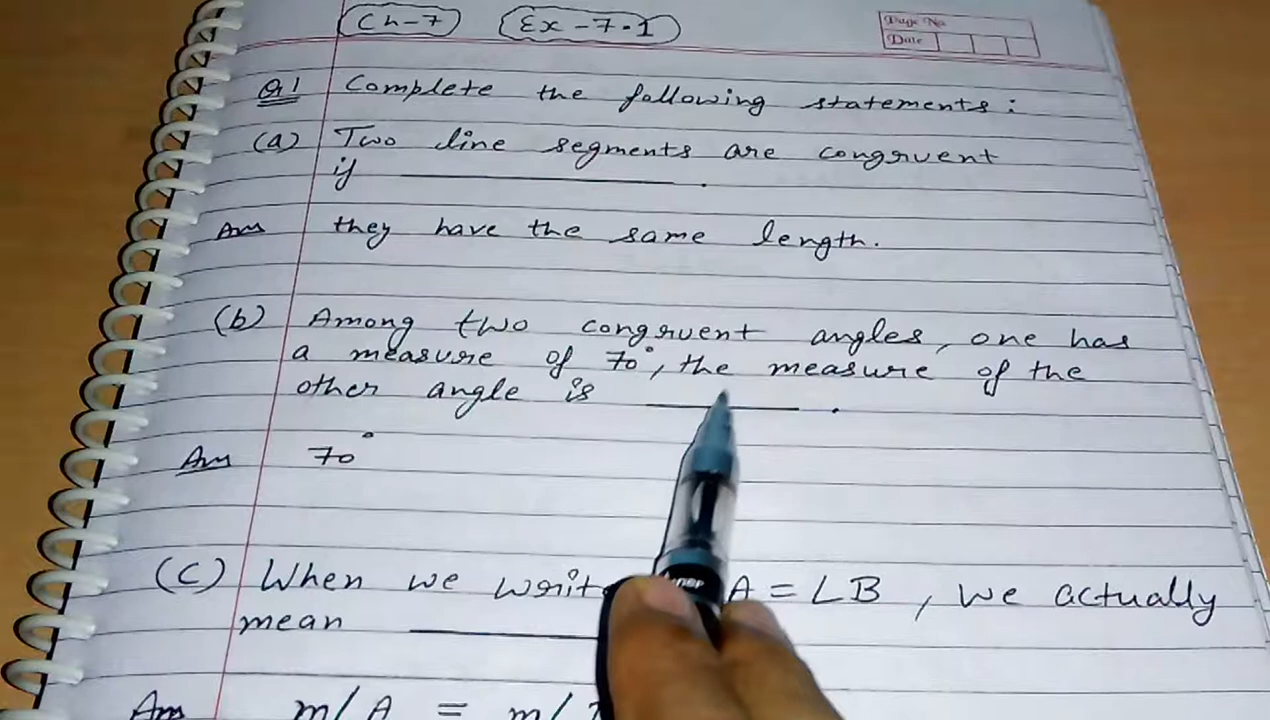 Ch-7 Ex-7.1
Page No.
Date
Q1 Complete the following statements:
(a) Two line segments are congruent
if ________.
Ans they have the same length.
(b) Among two congruent angles, one has
a measure of 70°, the measure of the
other angle is ________.
Ans 70°
(c) When we A = ∠B, we actually
mean ________
Ans m∠A = m∠